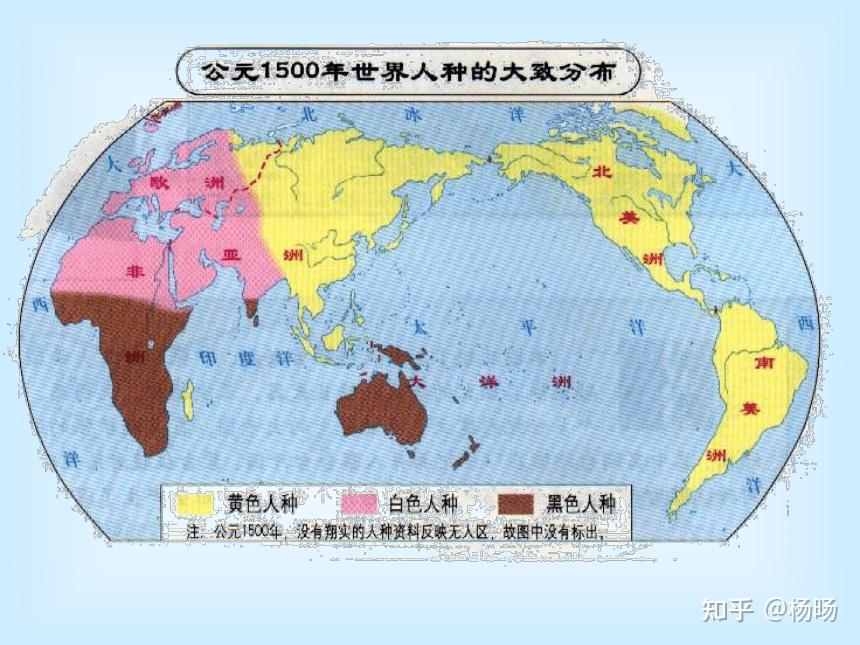 公元1500年世界人种的大致分布
北 冰 洋
大
西
洋
欧 洲
亚
洲
非
洲
印 度 洋
太 平 洋
大 洋 洲
北
美
洲
南
美
洲
大
西
洋
黄色人种 白色人种 黑色人种
注:公元1500年,没有翔实的人种资料反映无人区,故图中没有标出。
知乎 @杨旸